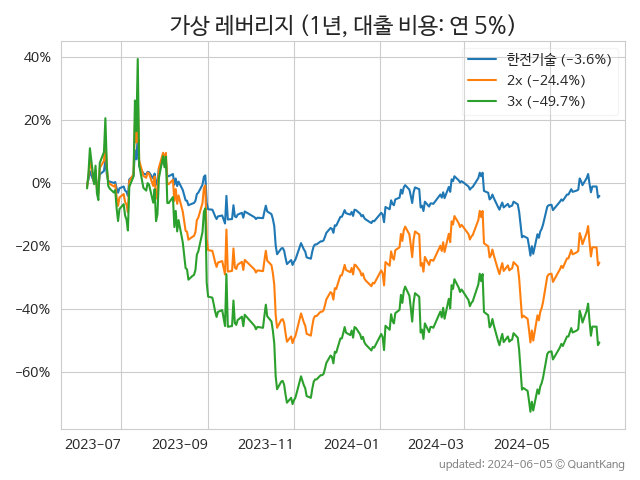 가상 레버리지 (1년, 대출 비용: 연 5%)
한전기술 (−3.6%)
2x (−24.4%)
3x (−49.7%)
40%
20%
0%
−20%
−40%
−60%
2023-07 2023-09 2023-11 2024-01 2024-03 2024-05
updated: 2024-06-05 © QuantKang